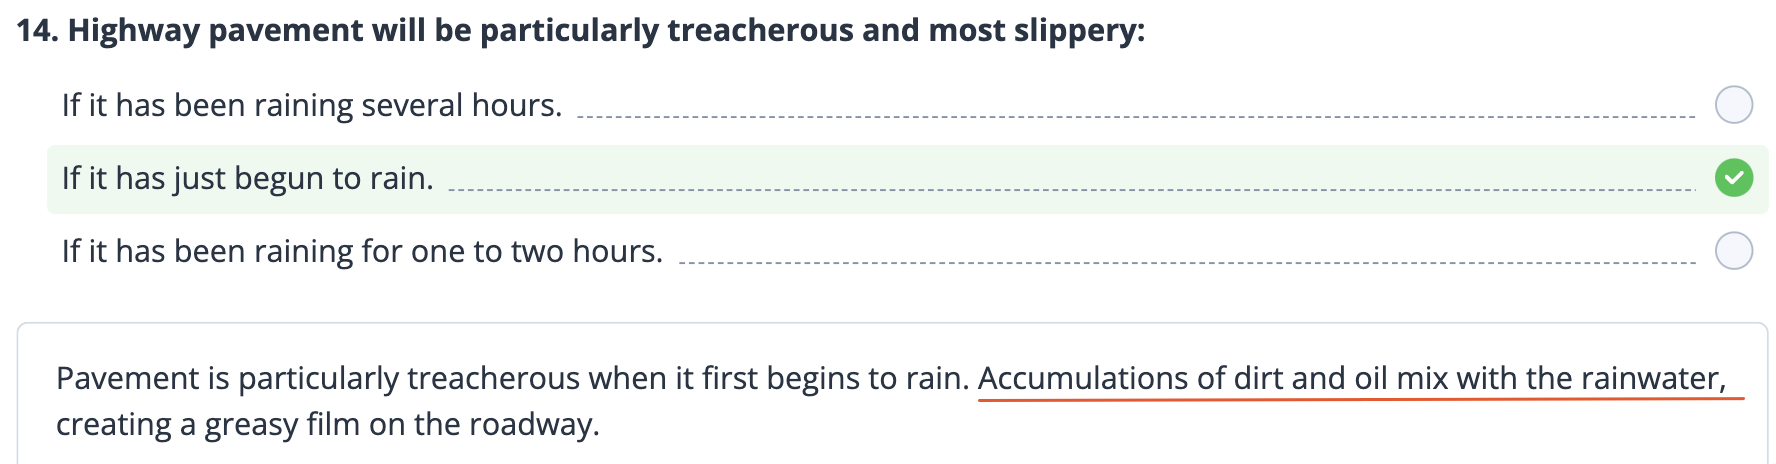 14. Highway pavement will be particularly treacherous and most slippery:
If it has been raining several hours.
If it has just begun to rain.
If it has been raining for one to two hours.
Pavement is particularly treacherous when it first begins to rain. Accumulations of dirt and oil mix with the rainwater,
creating a greasy film on the roadway.